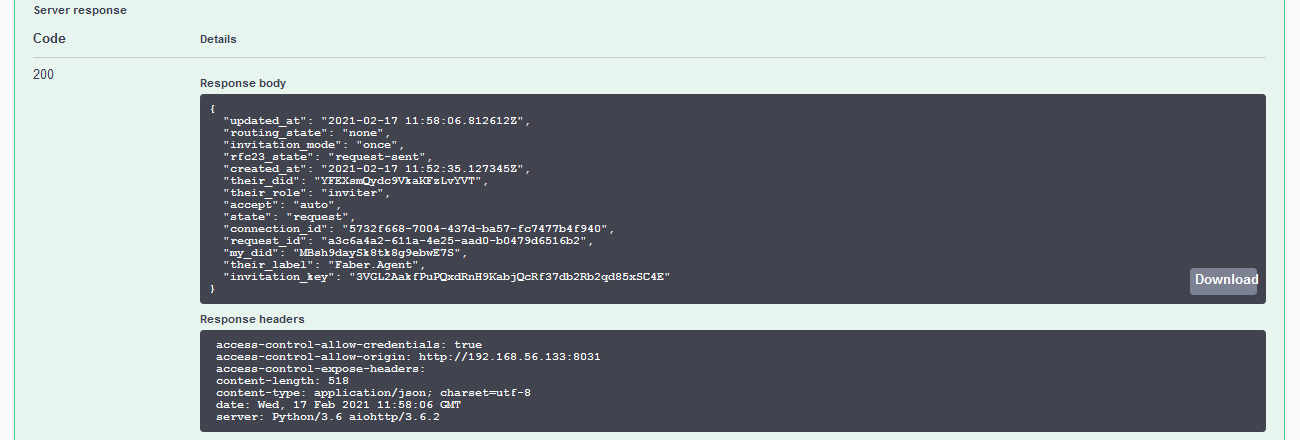 Server response
Code Details
200
Response body
{
"updated_at": "2021-02-17 11:58:06.812612Z",
"routing_state": "none",
"invitation_mode": "once",
"rfc23_state": "request-sent",
"created_at": "2021-02-17 11:52:35.127345Z",
"their_did": "YFEXsmQydc9VkaKFzLvYVT",
"their_role": "inviter",
"accept": "auto",
"state": "request",
"connection_id": "5732f668-7004-437d-ba57-fc7477b4f940",
"request_id": "a3c6a4a2-611a-4e25-aad0-b0479d6516b2",
"my_did": "MBsh9daySk8tk8g9ebwE7S",
"their_label": "Faber.Agent",
"invitation_key": "3VGL2AakfPuPQxdRnH9KabjQcRf37db2Rb2qd85xSC4E"
}
Download
Response headers
access-control-allow-credentials: true
access-control-allow-origin: http://192.168.56.133:8031
access-control-expose-headers:
content-length: 518
content-type: application/json; charset=utf-8
date: Wed, 17 Feb 2021 11:58:06 GMT
server: Python/3.6 aiohttp/3.6.2